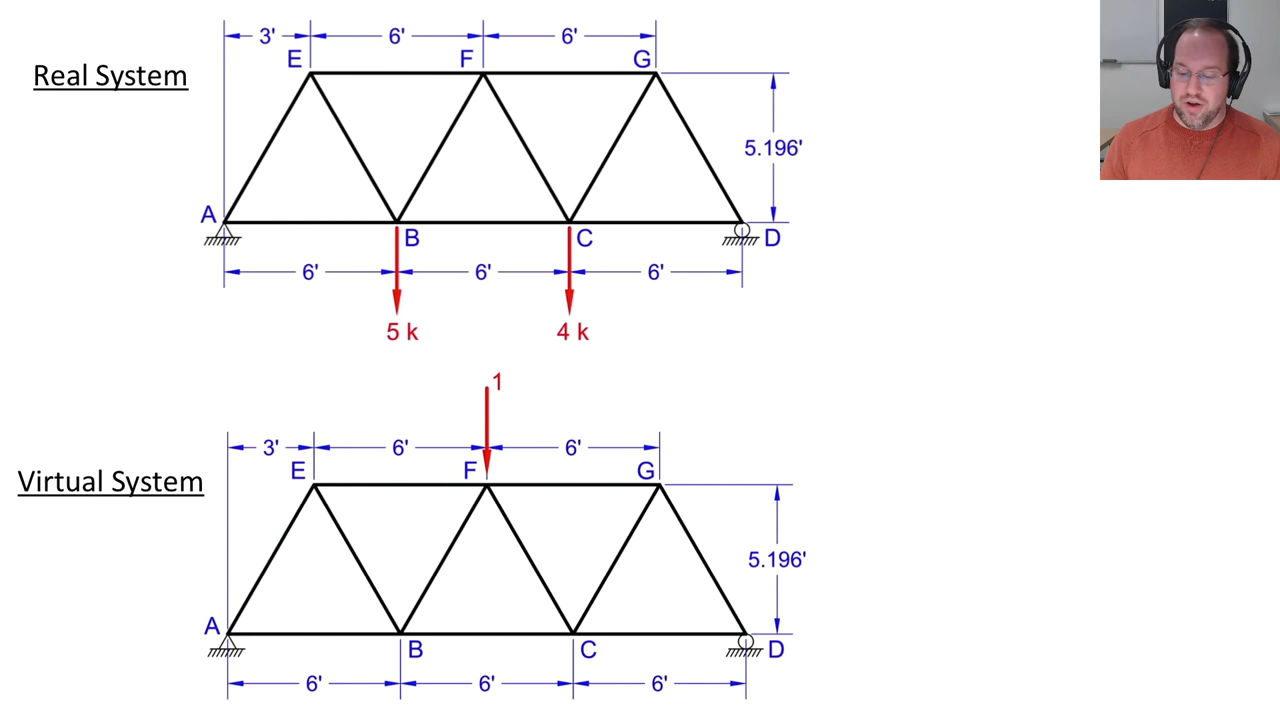 3' 6' 6'
E F G
Real System
5.196'
A B C D
6' 6' 6'
5 k 4 k
1
3' 6' 6'
E F G
Virtual System
5.196'
A B C D
6' 6' 6'